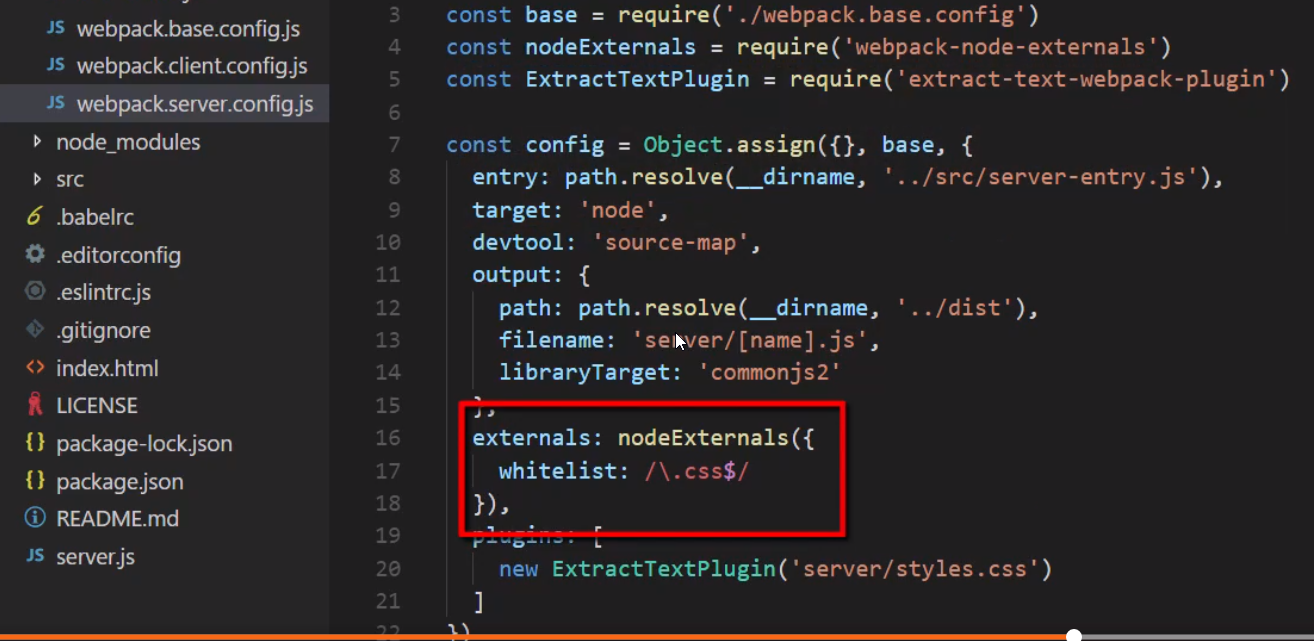 JS webpack.base.config.js
JS webpack.client.config.js
JS webpack.server.config.js
node_modules
src
.babelrc
.editorconfig
.eslintrc.js
.gitignore
index.html
LICENSE
package-lock.json
package.json
README.md
JS server.js
3 const base = require('./webpack.base.config')
4 const nodeExternals = require('webpack-node-externals')
5 const ExtractTextPlugin = require('extract-text-webpack-plugin')
6
7 const config = Object.assign({}, base, {
8 entry: path.resolve(__dirname, '../src/server-entry.js'),
9 target: 'node',
10 devtool: 'source-map',
11 output: {
12 path: path.resolve(__dirname, '../dist'),
13 filename: 'server/[name].js',
14 libraryTarget: 'commonjs2'
15 },
16 externals: nodeExternals({
17 whitelist: /\.css$/
18 }),
19 plugins: [
20 new ExtractTextPlugin('server/styles.css')
21 ]
22 })